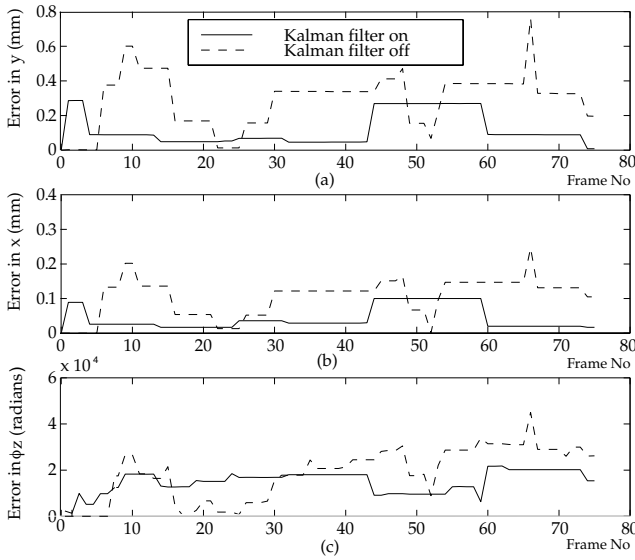 0.8
0.6
0.4
0.2
0
Error in y (mm)
Kalman filter on
Kalman filter off
0 10 20 30 40 50 60 70 80
(a)
Frame No
0.4
0.3
0.2
0.1
0
Error in x (mm)
0 10 20 30 40 50 60 70 80
(b)
Frame No
x 10^4
6
4
2
0
Error in ϕz (radians)
0 10 20 30 40 50 60 70 80
(c)
Frame No